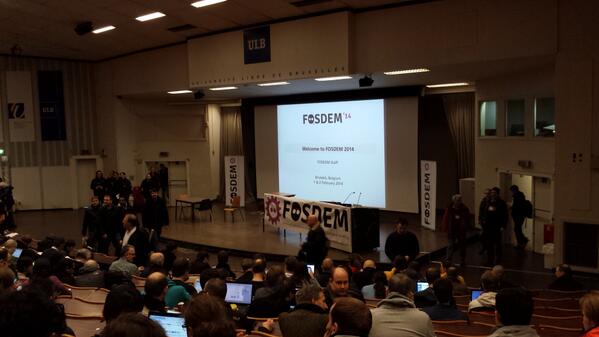 ULB
UNIVERSITÉ LIBRE DE BRUXELLES
FOSDEM'14
Welcome to FOSDEM 2014
FOSDEM Staff
Brussels, Belgium
1 & 2 February 2014
FOSDEM
FOSDEM
FOSDEM